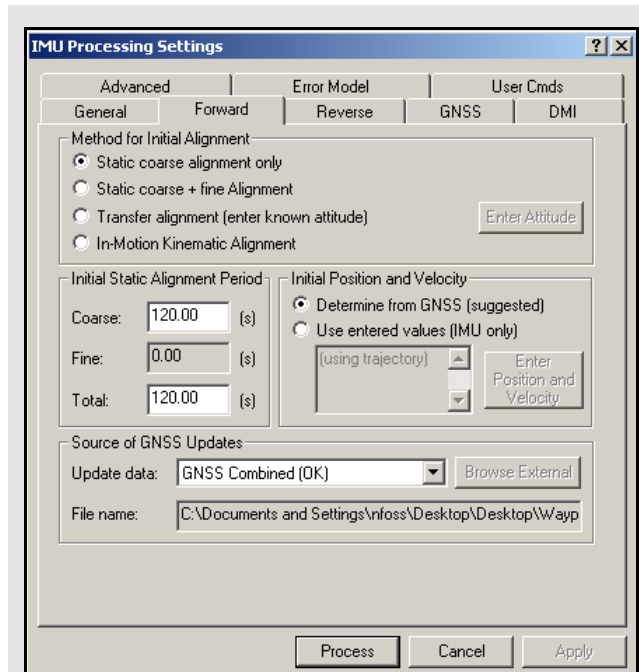 IMU Processing Settings
Advanced Error Model User Cmds
General Forward Reverse GNSS DMI
Method for Initial Alignment
Static coarse alignment only
Static coarse + fine Alignment
Transfer alignment (enter known attitude) Enter Attitude
In-Motion Kinematic Alignment
Initial Static Alignment Period
Coarse: 120.00 (s)
Fine: 0.00 (s)
Total: 120.00 (s)
Initial Position and Velocity
Determine from GNSS (suggested)
Use entered values (IMU only)
(using trajectory)
Enter
Position and
Velocity
Source of GNSS Updates
Update data: GNSS Combined (OK) Browse External
File name: C:\Documents and Settings\nfoss\Desktop\Desktop\Wayp
Process Cancel Apply